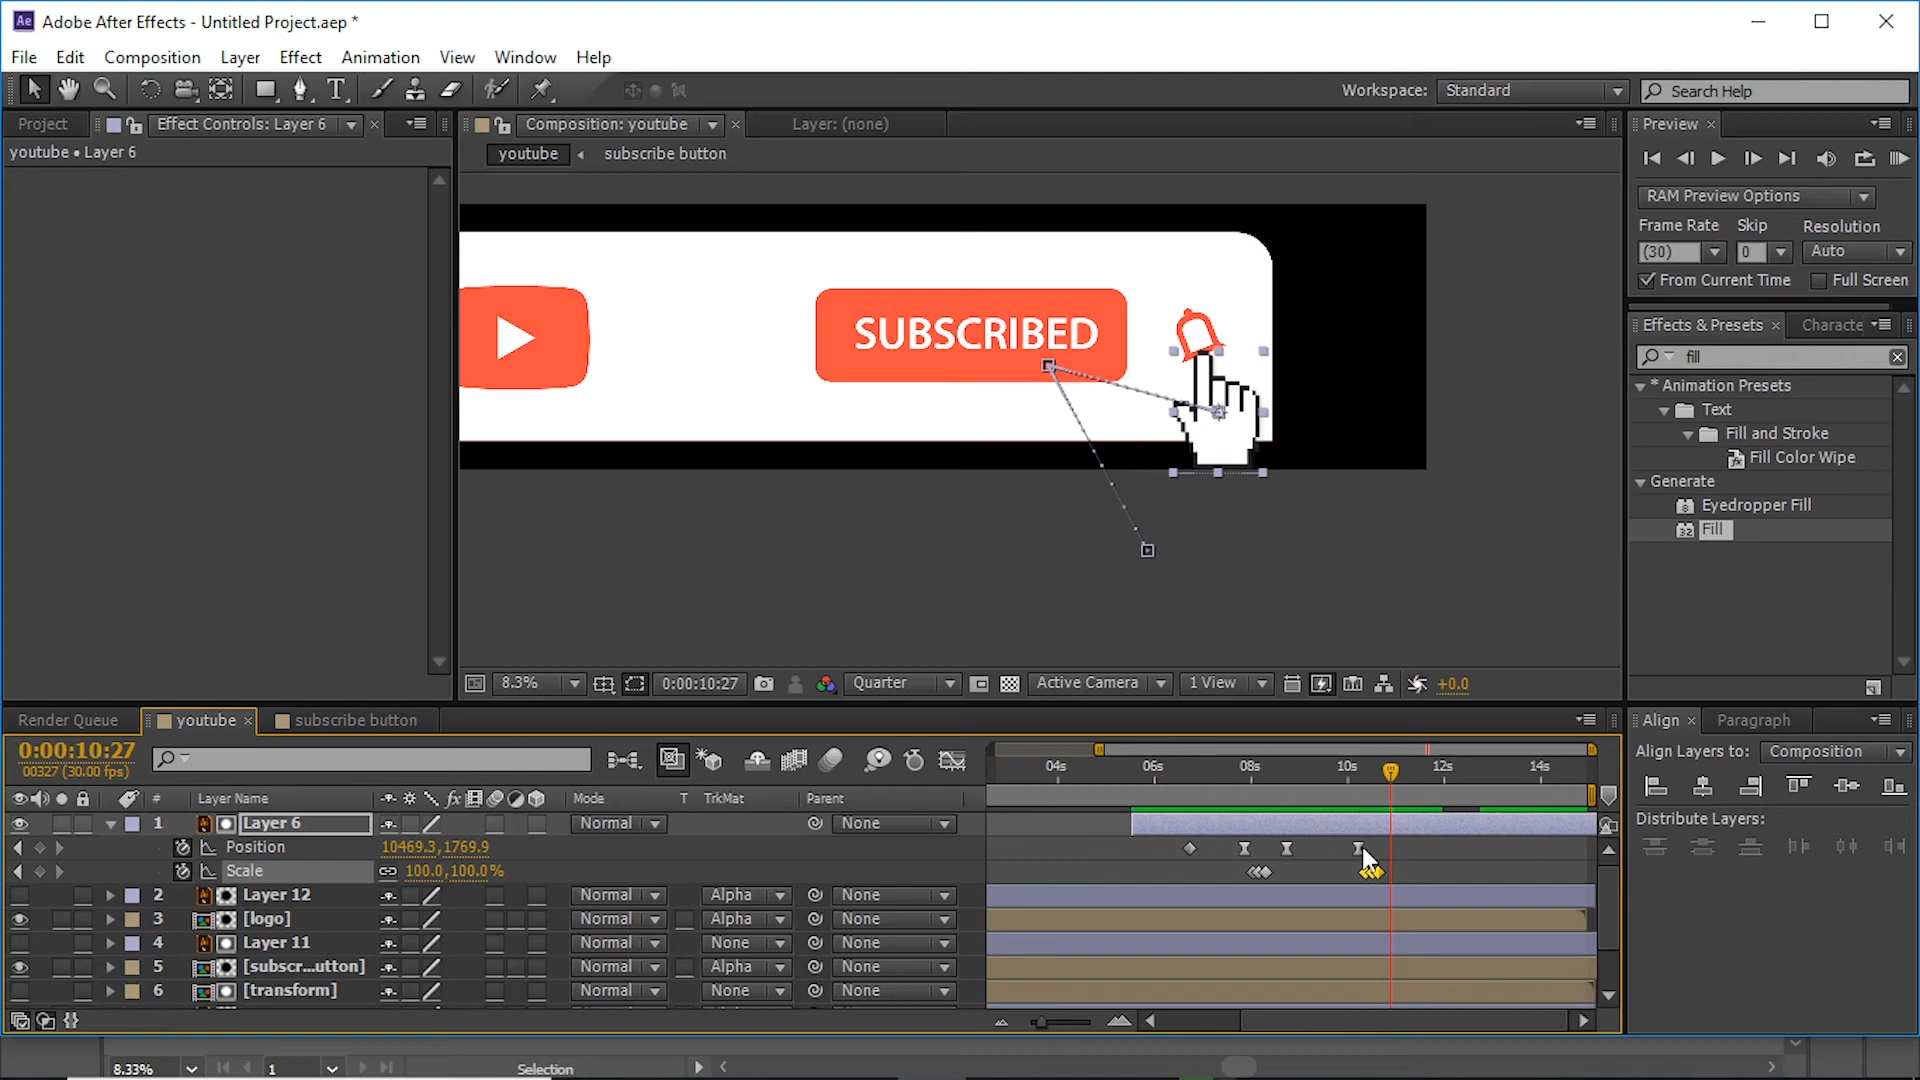 Ae Adobe After Effects - Untitled Project.aep *
File Edit Composition Layer Effect Animation View Window Help
Workspace: Standard Search Help
Project Effect Controls: Layer 6 Composition: youtube Layer: (none) Preview
youtube • Layer 6 youtube subscribe button
RAM Preview Options
Frame Rate Skip Resolution
(30) 0 Auto
From Current Time Full Screen
SUBSCRIBED
Effects & Presets Characte
fill
* Animation Presets
Text
Fill and Stroke
Fill Color Wipe
Generate
Eyedropper Fill
Fill
8.3% 0:00:10:27 Quarter Active Camera 1 View +0.0
Render Queue youtube subscribe button Align Paragraph
0:00:10:27
00327 (30.00 fps)
04s 06s 08s 10s 12s 14s
Align Layers to: Composition
Distribute Layers:
# Layer Name fx Mode T TrkMat Parent
1 Layer 6 Normal None
Position 10469.3,1769.9
Scale 100.0,100.0%
2 Layer 12 Normal Alpha None
3 [logo] Normal Alpha None
4 Layer 11 Normal None None
5 [subscr...utton] Normal Alpha None
6 [transform] Normal None None
8.33% 1 Selection